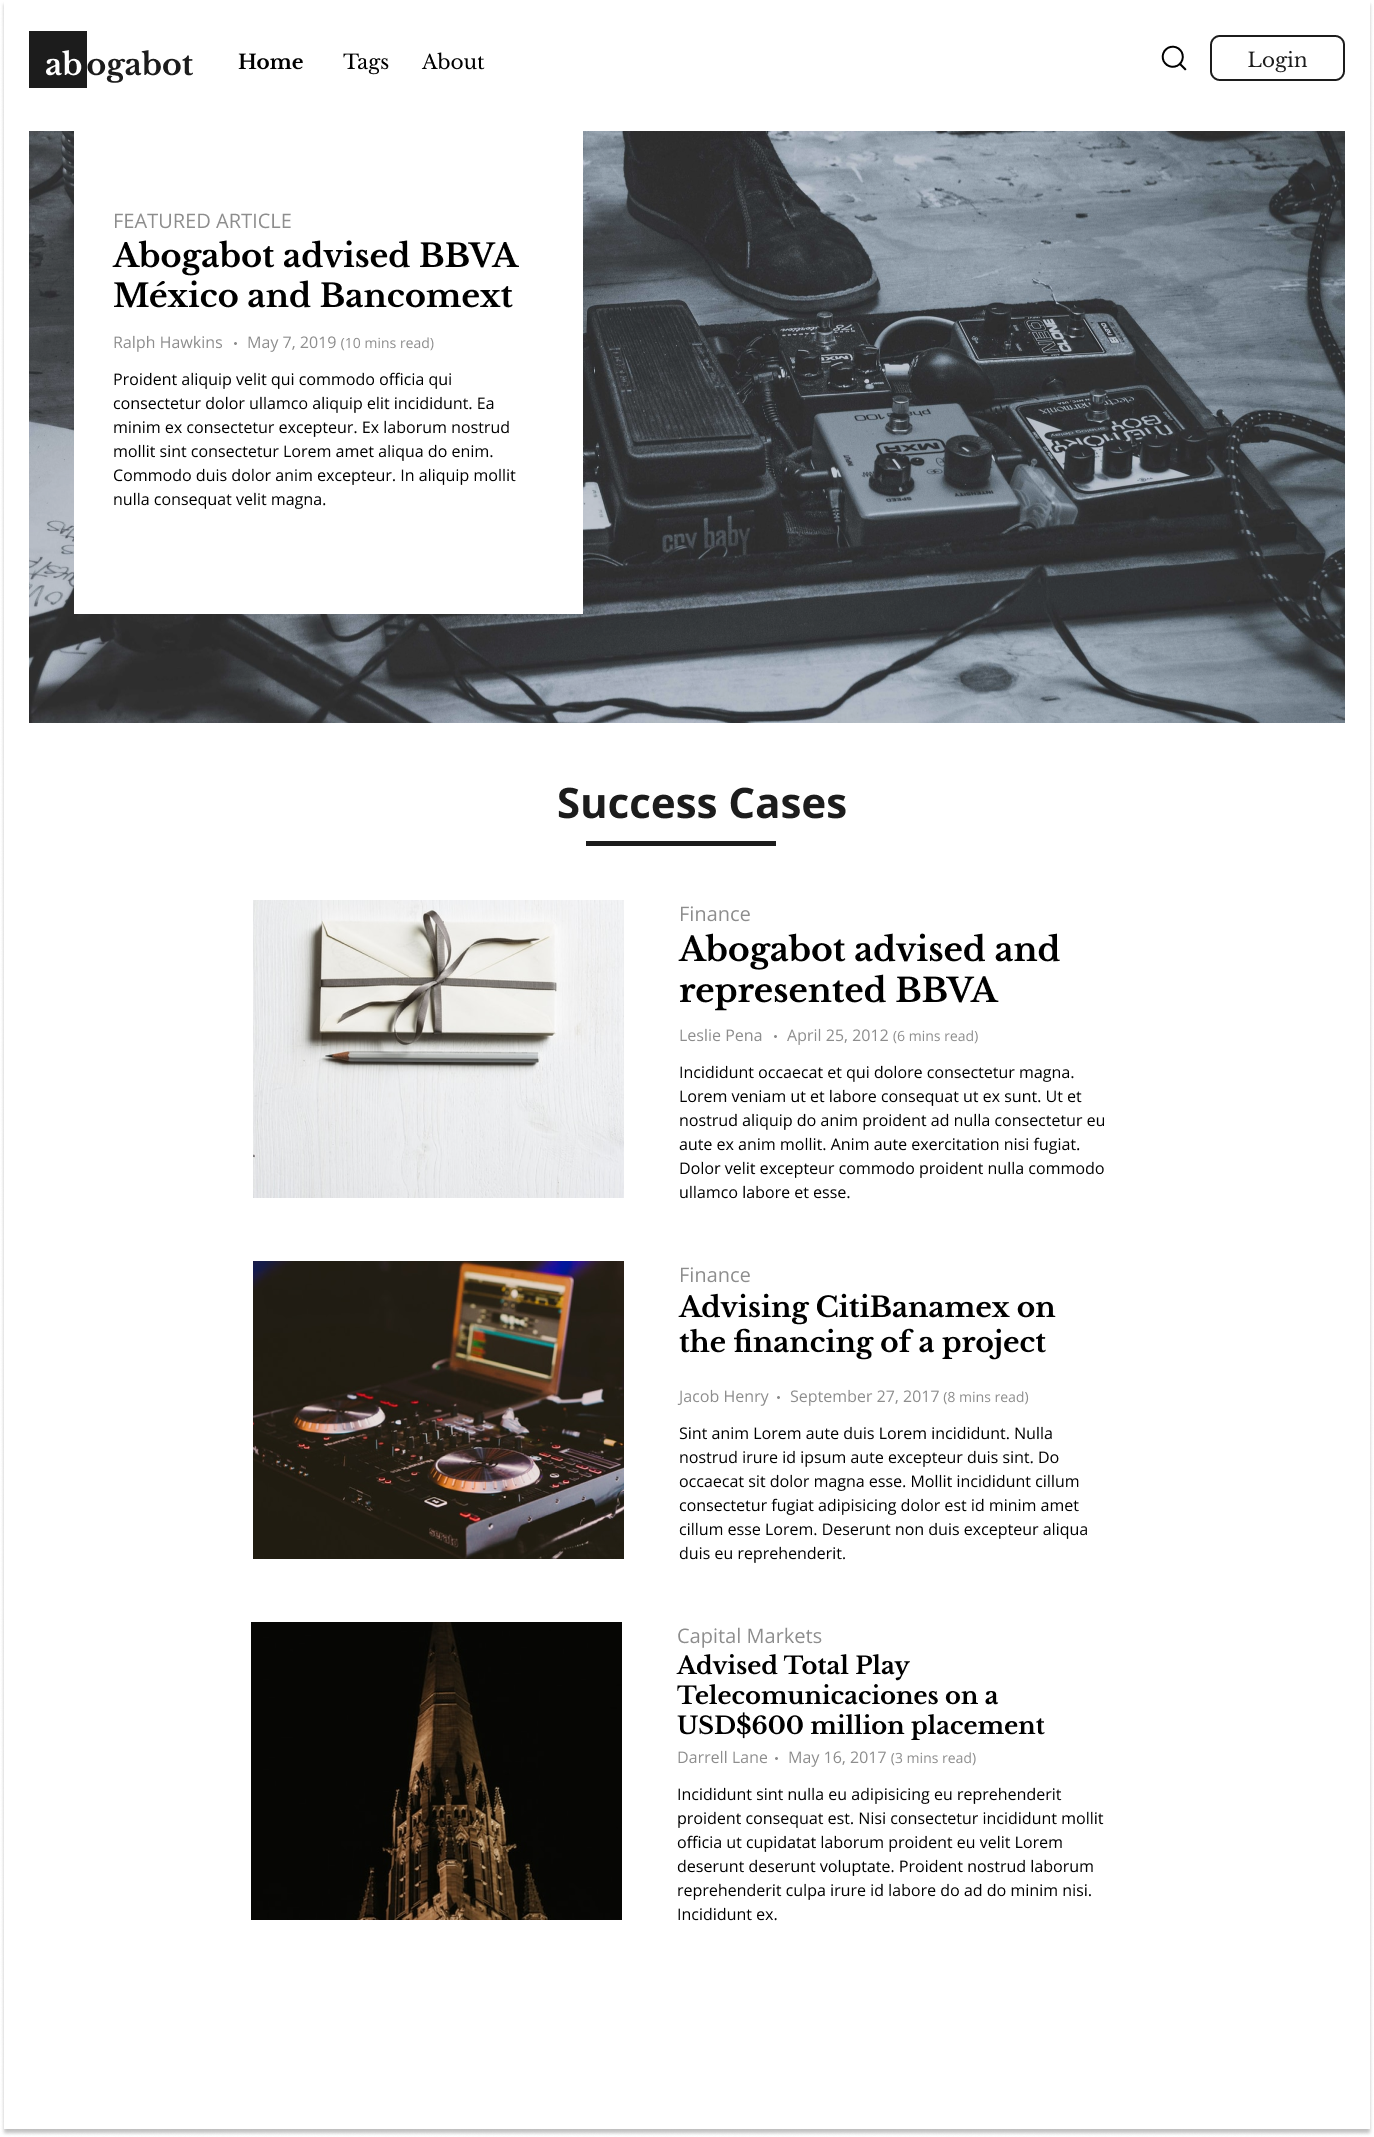 abogabot
Home
Tags
About
Login
FEATURED ARTICLE
Abogabot advised BBVA
México and Bancomext
Ralph Hawkins • May 7, 2019 (10 mins read)
Proident aliquip velit qui commodo officia qui
consectetur dolor ullamco aliquip elit incididunt. Ea
minim ex consectetur excepteur. Ex laborum nostrud
mollit sint consectetur Lorem amet aliqua do enim.
Commodo duis dolor anim excepteur. In aliquip mollit
nulla consequat velit magna.
MXR
phase 100
MXR
SPEED
INTENSITY
NEO
CLONE
electro-harmonix
MEMORY
BOY
cry baby
Success Cases
Finance
Abogabot advised and
represented BBVA
Leslie Pena • April 25, 2012 (6 mins read)
Incididunt occaecat et qui dolore consectetur magna.
Lorem veniam ut et labore consequat ut ex sunt. Ut et
nostrud aliquip do anim proident ad nulla consectetur eu
aute ex anim mollit. Anim aute exercitation nisi fugiat.
Dolor velit excepteur commodo proident nulla commodo
ullamco labore et esse.
Finance
Advising CitiBanamex on
the financing of a project
Jacob Henry • September 27, 2017 (8 mins read)
Sint anim Lorem aute duis Lorem incididunt. Nulla
nostrud irure id ipsum aute excepteur duis sint. Do
occaecat sit dolor magna esse. Mollit incididunt cillum
consectetur fugiat adipisicing dolor est id minim amet
cillum esse Lorem. Deserunt non duis excepteur aliqua
duis eu reprehenderit.
Capital Markets
Advised Total Play
Telecomunicaciones on a
USD$600 million placement
Darrell Lane • May 16, 2017 (3 mins read)
Incididunt sint nulla eu adipisicing eu reprehenderit
proident consequat est. Nisi consectetur incididunt mollit
officia ut cupidatat laborum proident eu velit Lorem
deserunt deserunt voluptate. Proident nostrud laborum
reprehenderit culpa irure id labore do ad do minim nisi.
Incididunt ex.